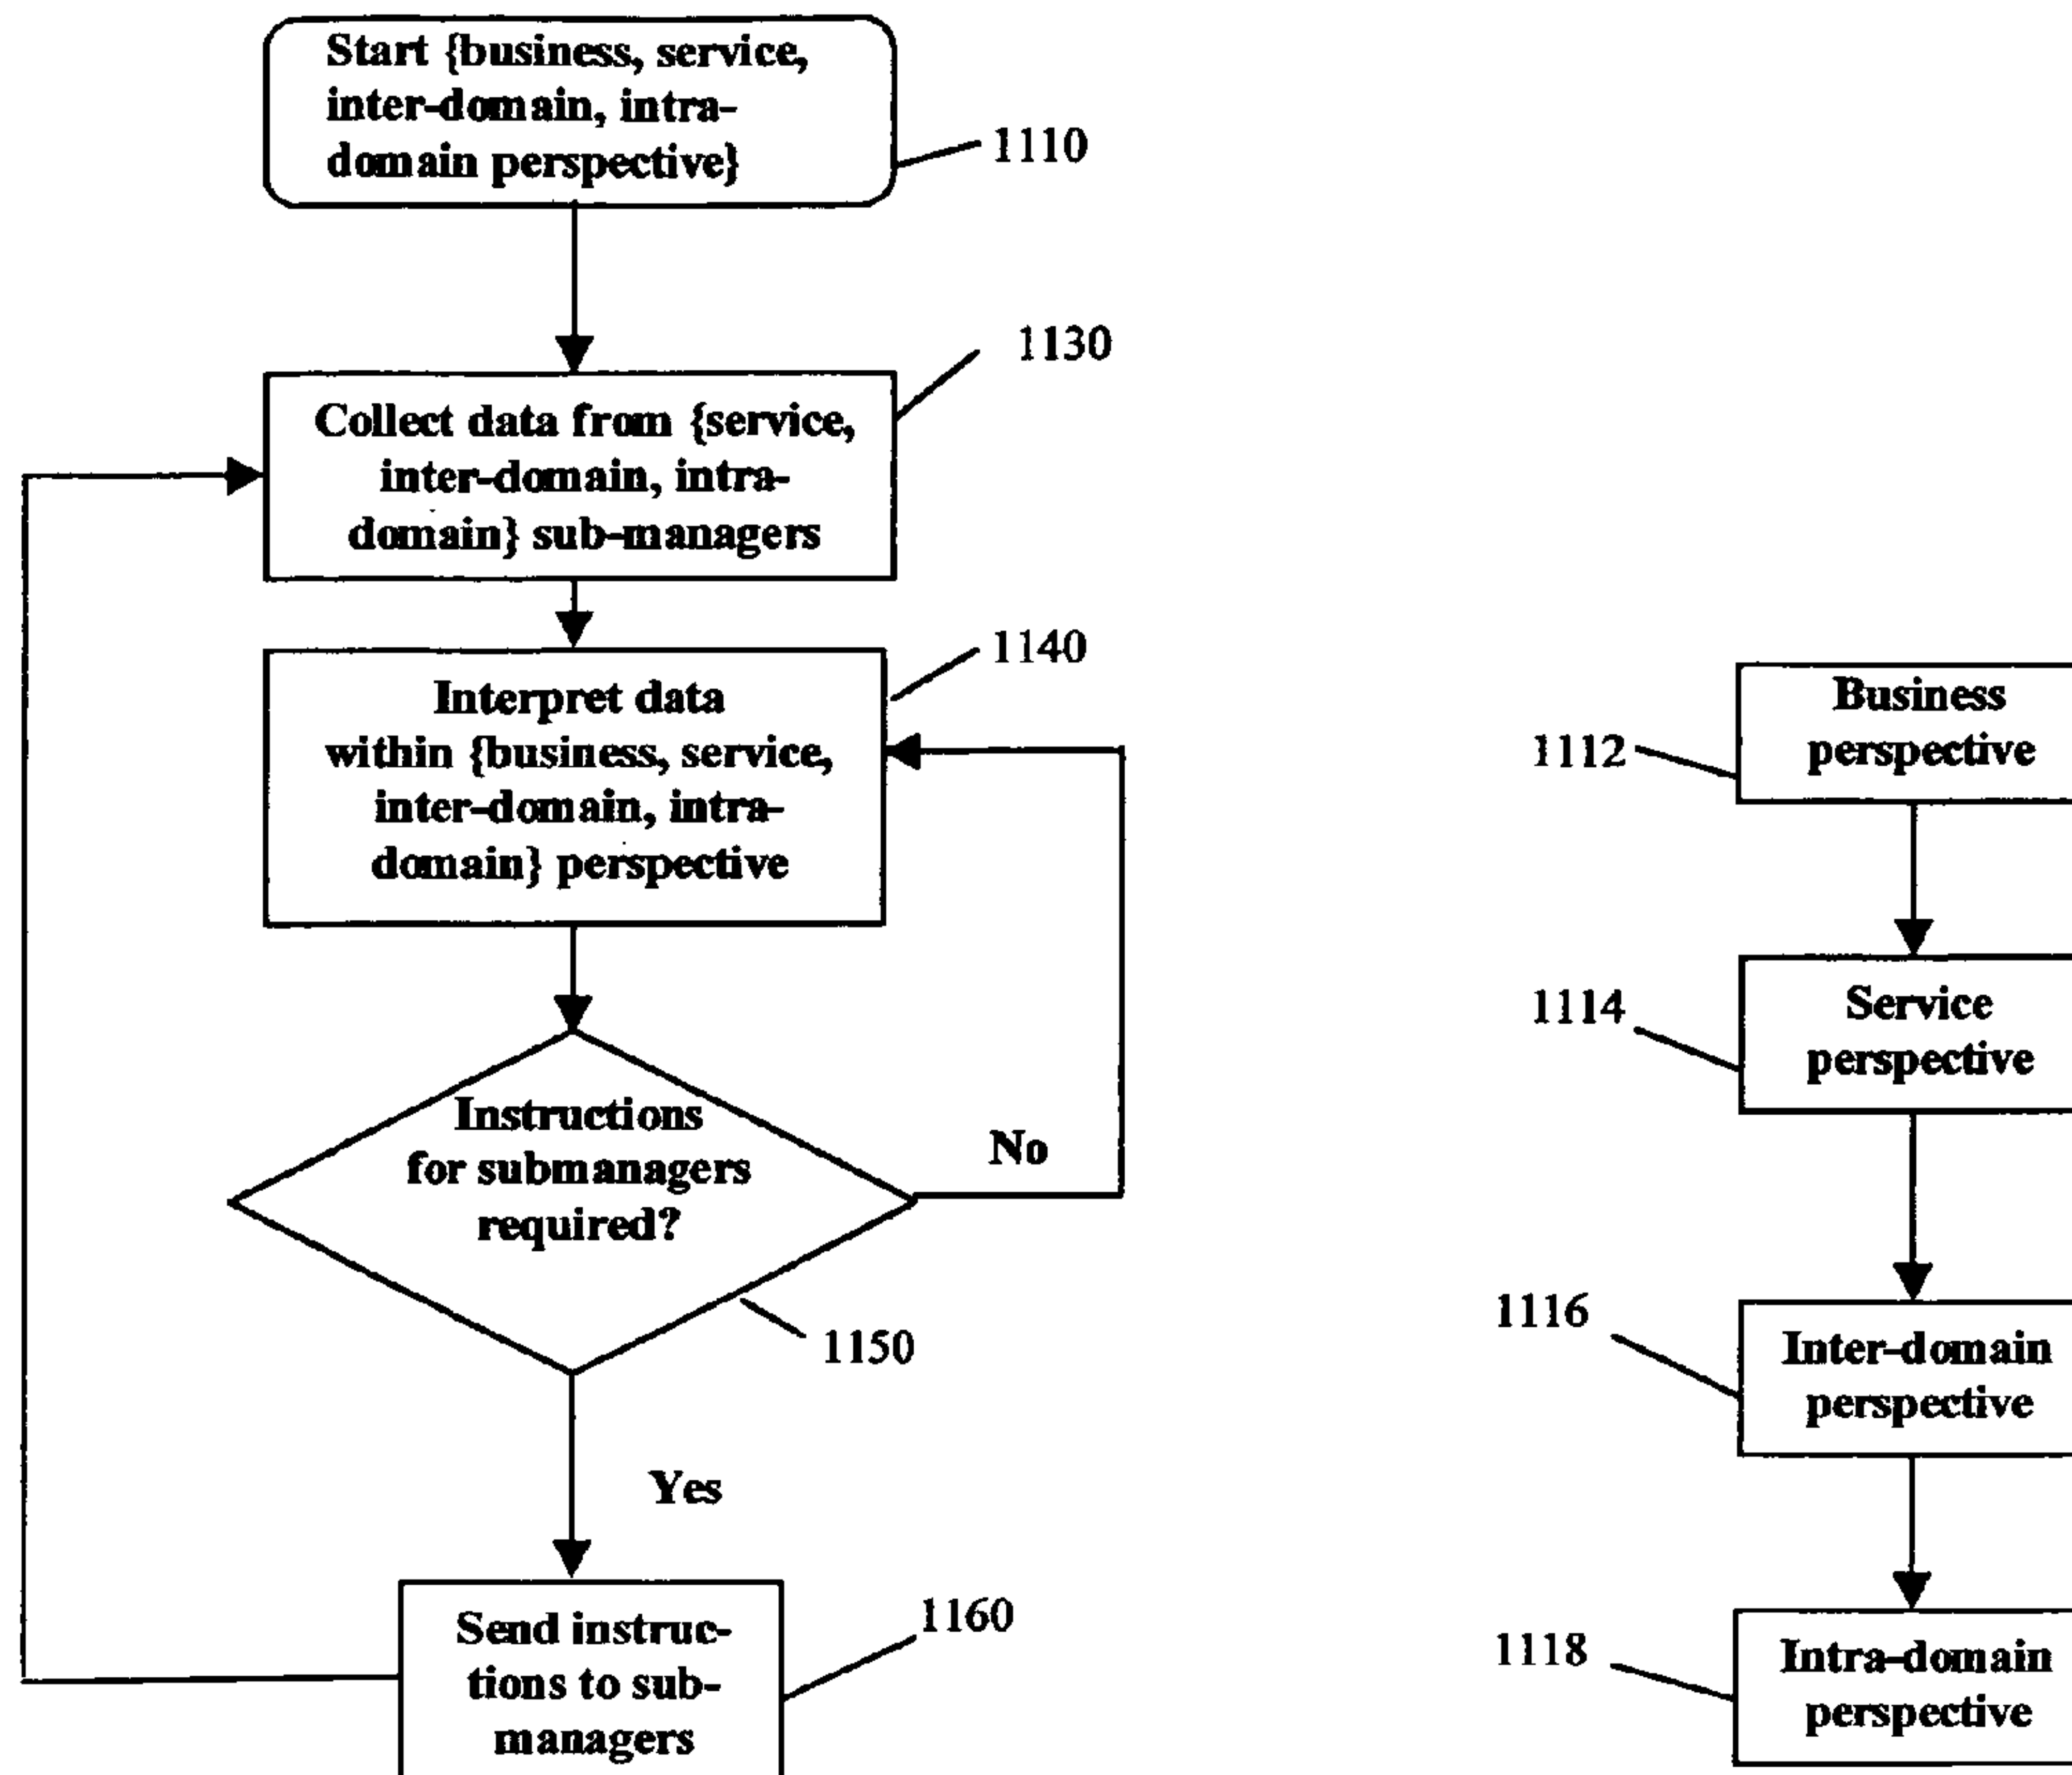 Start {business, service,
inter-domain, intra-
domain perspective}
1110
1130
Collect data from {service,
inter-domain, intra-
domain} sub-managers
1140
Interpret data
within {business, service,
inter-domain, intra-
domain} perspective
Instructions
for submanagers
required?
No
1150
Yes
1160
Send instruc-
tions to sub-
managers
Business
perspective
1112
Service
perspective
1114
1116
Inter-domain
perspective
1118
Intra-domain
perspective